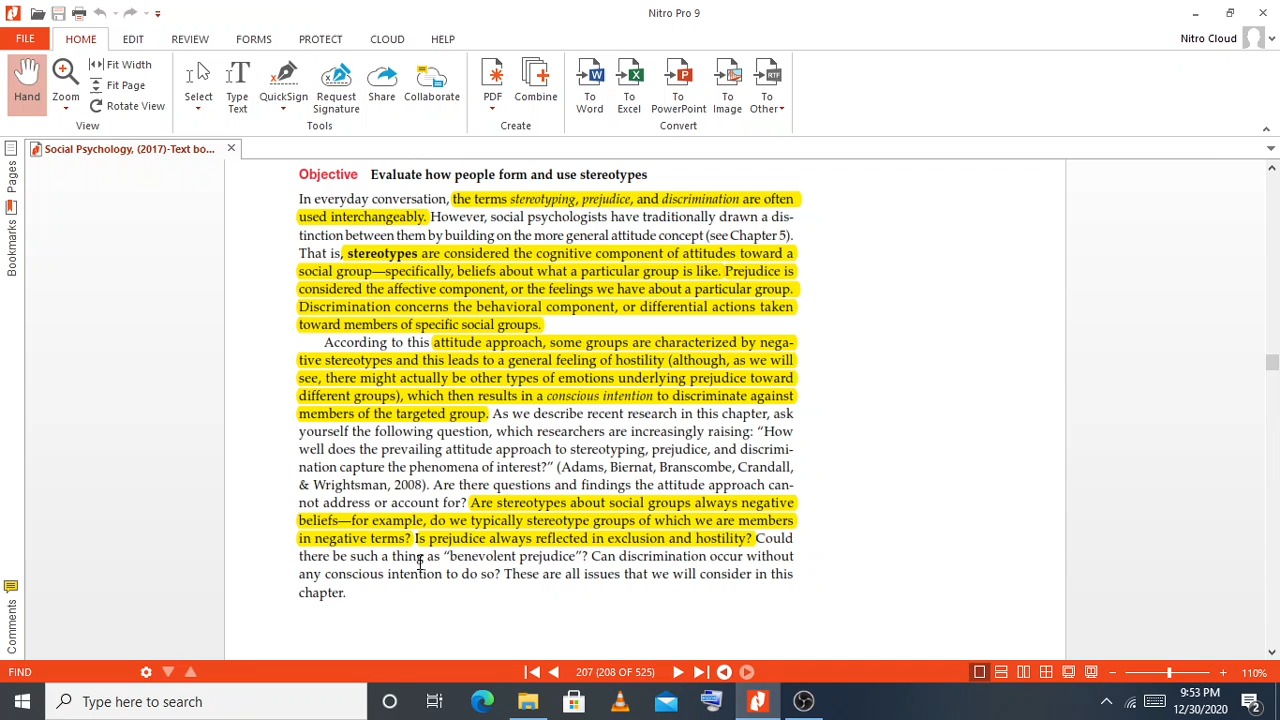 Nitro Pro 9
FILE HOME EDIT REVIEW FORMS PROTECT CLOUD HELP Nitro Cloud
Hand Zoom Fit Width Fit Page Rotate View Select Type Text QuickSign Request Signature Share Collaborate PDF Combine To Word To Excel To PowerPoint To Image To Other
View Tools Create Convert
Social Psychology, (2017)-Text bo...
Pages
Bookmarks
Comments
Objective Evaluate how people form and use stereotypes
In everyday conversation, the terms stereotyping, prejudice, and discrimination are often
used interchangeably. However, social psychologists have traditionally drawn a dis-
tinction between them by building on the more general attitude concept (see Chapter 5).
That is, stereotypes are considered the cognitive component of attitudes toward a
social group—specifically, beliefs about what a particular group is like. Prejudice is
considered the affective component, or the feelings we have about a particular group.
Discrimination concerns the behavioral component, or differential actions taken
toward members of specific social groups.
According to this attitude approach, some groups are characterized by nega-
tive stereotypes and this leads to a general feeling of hostility (although, as we will
see, there might actually be other types of emotions underlying prejudice toward
different groups), which then results in a conscious intention to discriminate against
members of the targeted group. As we describe recent research in this chapter, ask
yourself the following question, which researchers are increasingly raising: “How
well does the prevailing attitude approach to stereotyping, prejudice, and discrimi-
nation capture the phenomena of interest?” (Adams, Biernat, Branscombe, Crandall,
& Wrightsman, 2008). Are there questions and findings the attitude approach can-
not address or account for? Are stereotypes about social groups always negative
beliefs—for example, do we typically stereotype groups of which we are members
in negative terms? Is prejudice always reflected in exclusion and hostility? Could
there be such a thing as “benevolent prejudice”? Can discrimination occur without
any conscious intention to do so? These are all issues that we will consider in this
chapter.
FIND 207 (208 OF 525) 110%
Type here to search
9:53 PM
12/30/2020
2